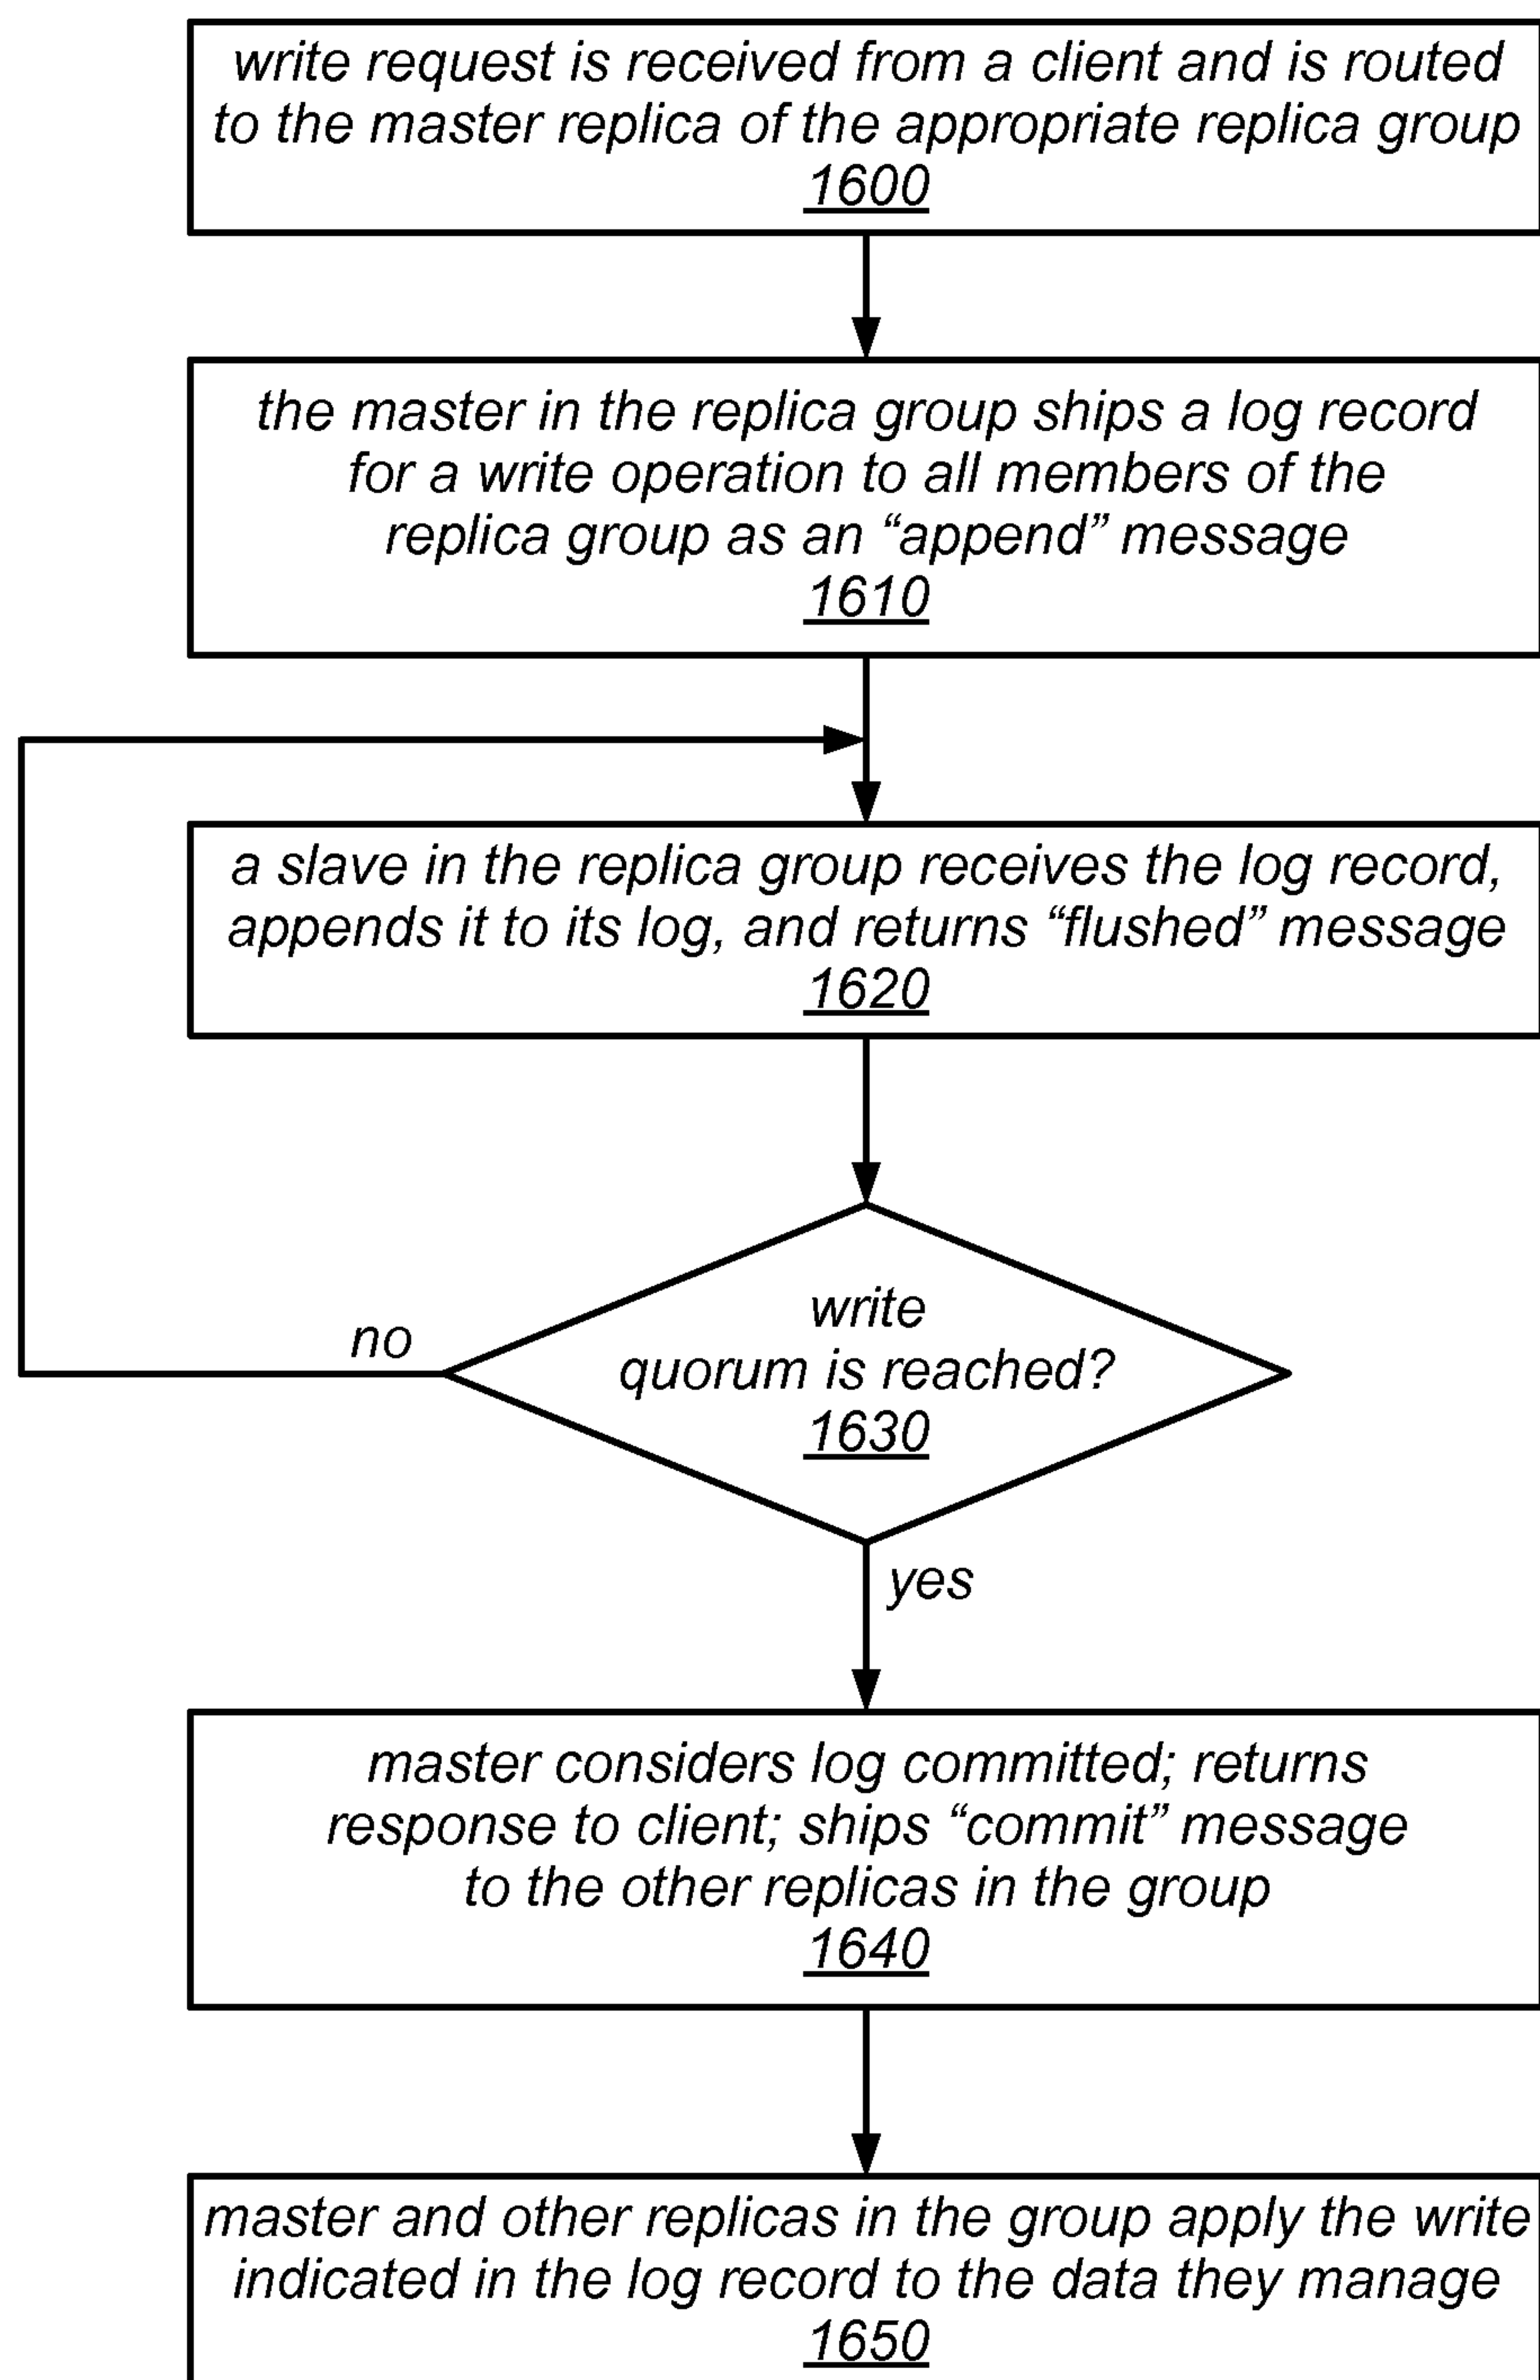 write request is received from a client and is routed
to the master replica of the appropriate replica group
1600
the master in the replica group ships a log record
for a write operation to all members of the
replica group as an “append” message
1610
a slave in the replica group receives the log record,
appends it to its log, and returns “flushed” message
1620
write
quorum is reached?
1630
no
yes
master considers log committed; returns
response to client; ships “commit” message
to the other replicas in the group
1640
master and other replicas in the group apply the write
indicated in the log record to the data they manage
1650